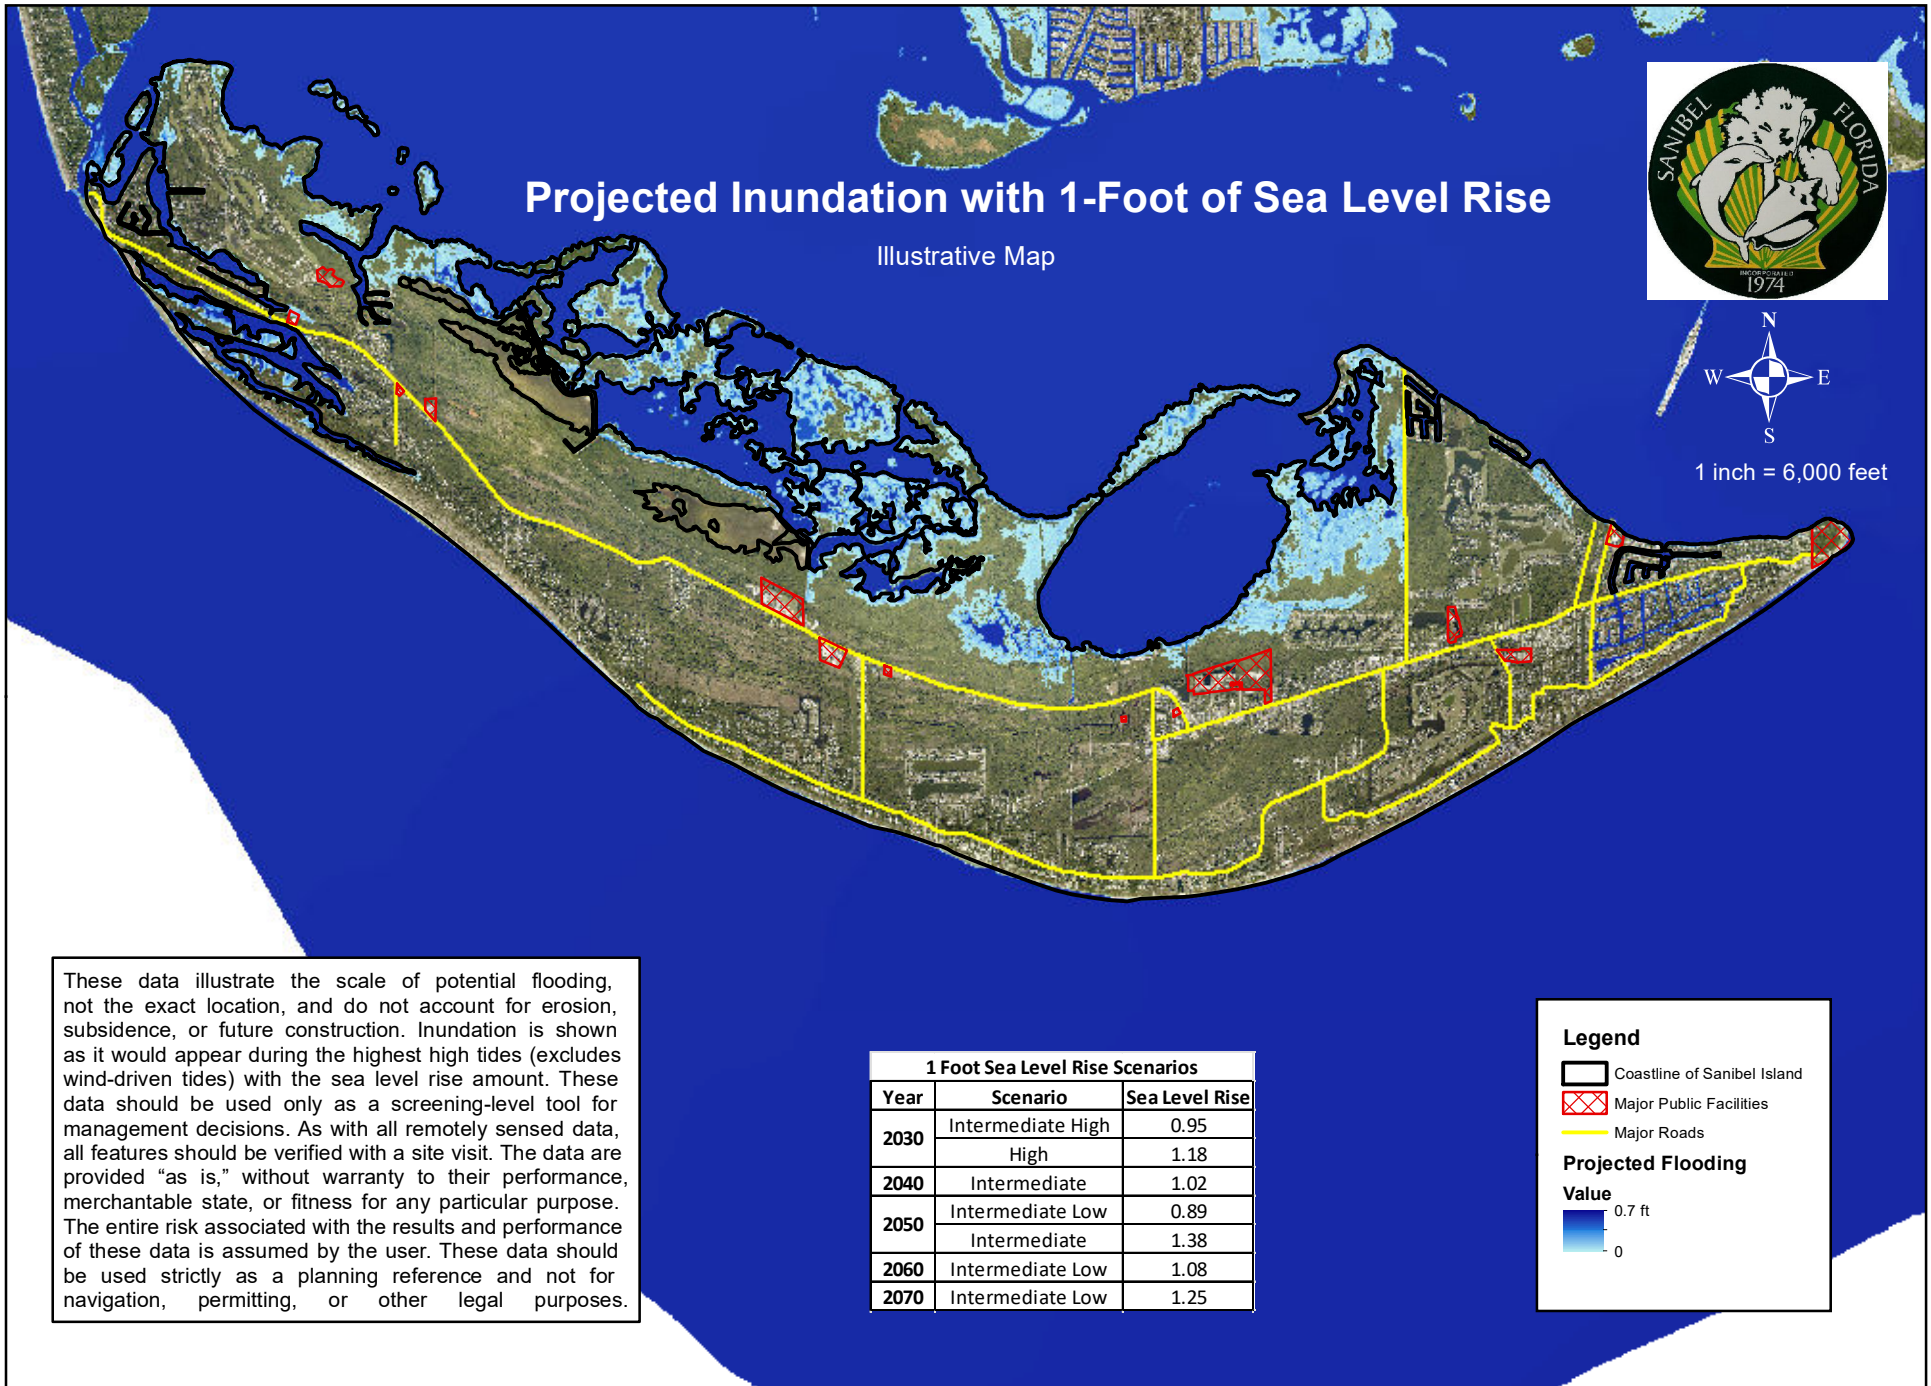 Projected Inundation with 1-Foot of Sea Level Rise
Illustrative Map
SANIBEL FLORIDA
INCORPORATED
1974
N
W E
S
1 inch = 6,000 feet
These data illustrate the scale of potential flooding,
not the exact location, and do not account for erosion,
subsidence, or future construction. Inundation is shown
as it would appear during the highest high tides (excludes
wind-driven tides) with the sea level rise amount. These
data should be used only as a screening-level tool for
management decisions. As with all remotely sensed data,
all features should be verified with a site visit. The data are
provided “as is,” without warranty to their performance,
merchantable state, or fitness for any particular purpose.
The entire risk associated with the results and performance
of these data is assumed by the user. These data should
be used strictly as a planning reference and not for
navigation, permitting, or other legal purposes.
1 Foot Sea Level Rise Scenarios
Year Scenario Sea Level Rise
2030 Intermediate High 0.95
High 1.18
2040 Intermediate 1.02
2050 Intermediate Low 0.89
Intermediate 1.38
2060 Intermediate Low 1.08
2070 Intermediate Low 1.25
Legend
Coastline of Sanibel Island
Major Public Facilities
Major Roads
Projected Flooding
Value
0.7 ft
0